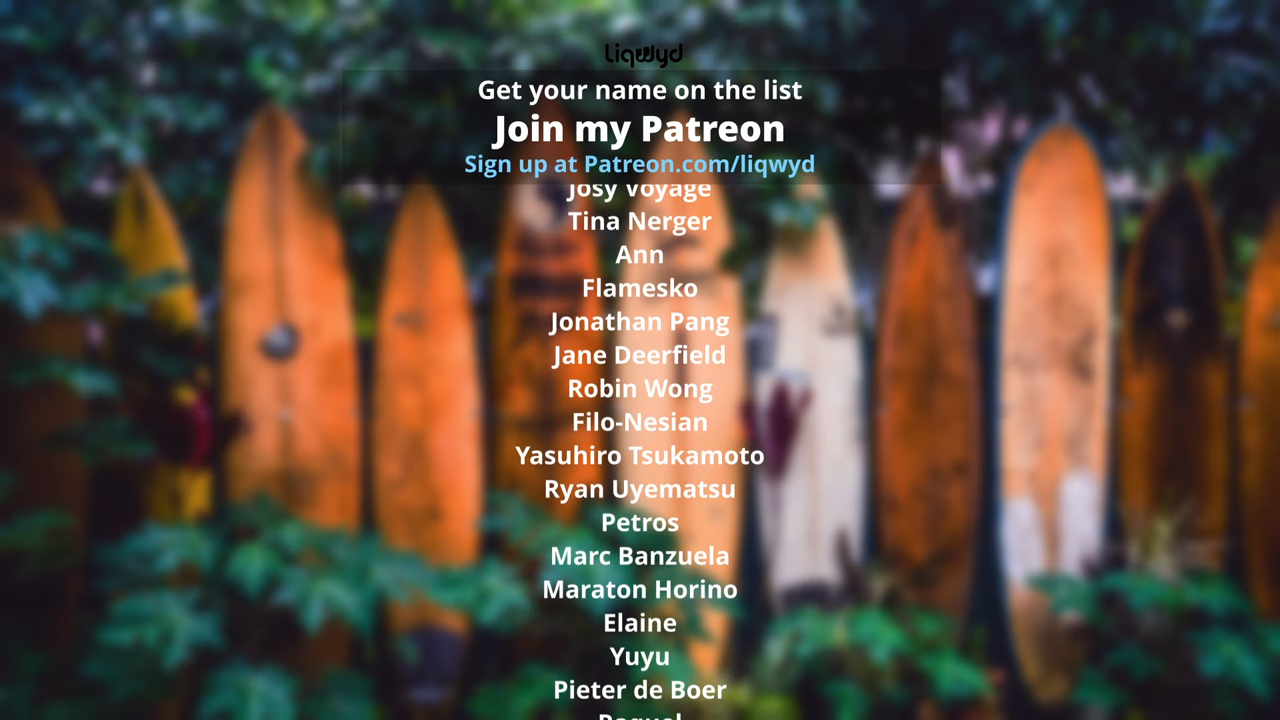 liqwyd
Get your name on the list
Join my Patreon
Sign up at Patreon.com/liqwyd
Josy Voyage
Tina Nerger
Ann
Flamesko
Jonathan Pang
Jane Deerfield
Robin Wong
Filo-Nesian
Yasuhiro Tsukamoto
Ryan Uyematsu
Petros
Marc Banzuela
Maraton Horino
Elaine
Yuyu
Pieter de Boer